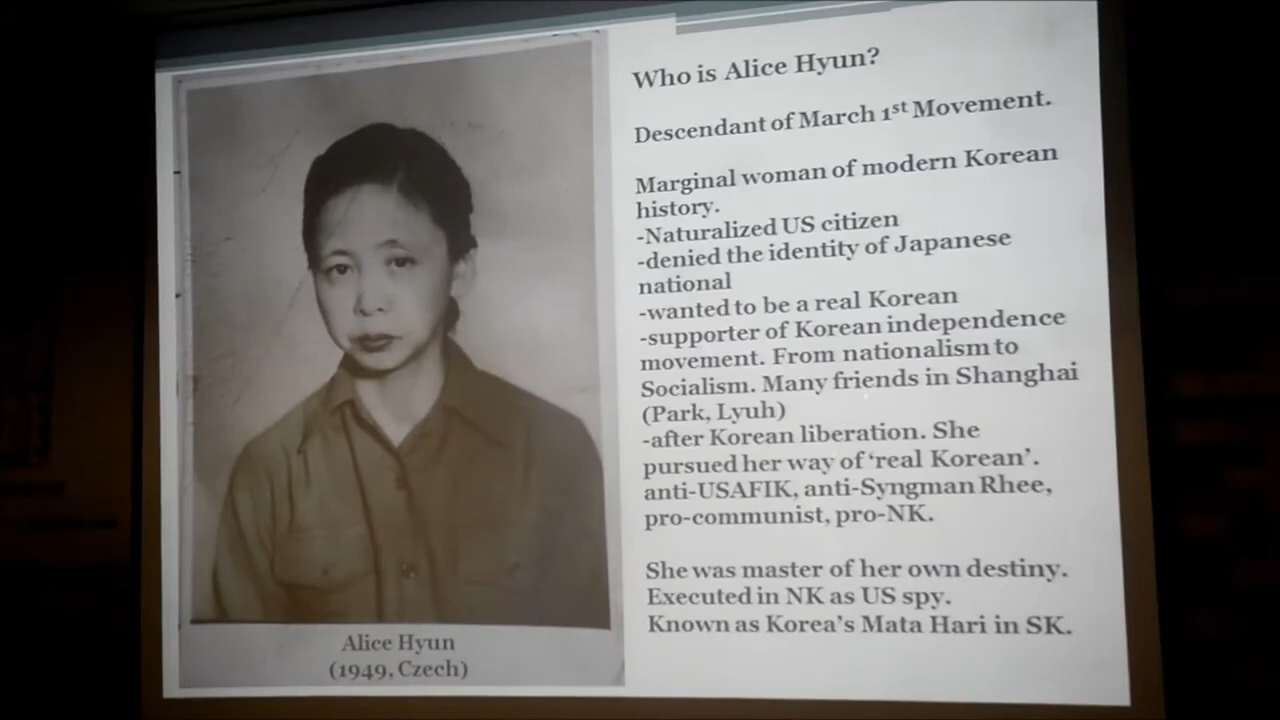 Who is Alice Hyun?
Descendant of March 1st Movement.
Marginal woman of modern Korean
history.
-Naturalized US citizen
-denied the identity of Japanese
national
-wanted to be a real Korean
-supporter of Korean independence
movement. From nationalism to
Socialism. Many friends in Shanghai
(Park, Lyuh)
-after Korean liberation. She
pursued her way of ‘real Korean’.
anti-USAFIK, anti-Syngman Rhee,
pro-communist, pro-NK.
She was master of her own destiny.
Executed in NK as US spy.
Known as Korea’s Mata Hari in SK.
Alice Hyun
(1949, Czech)